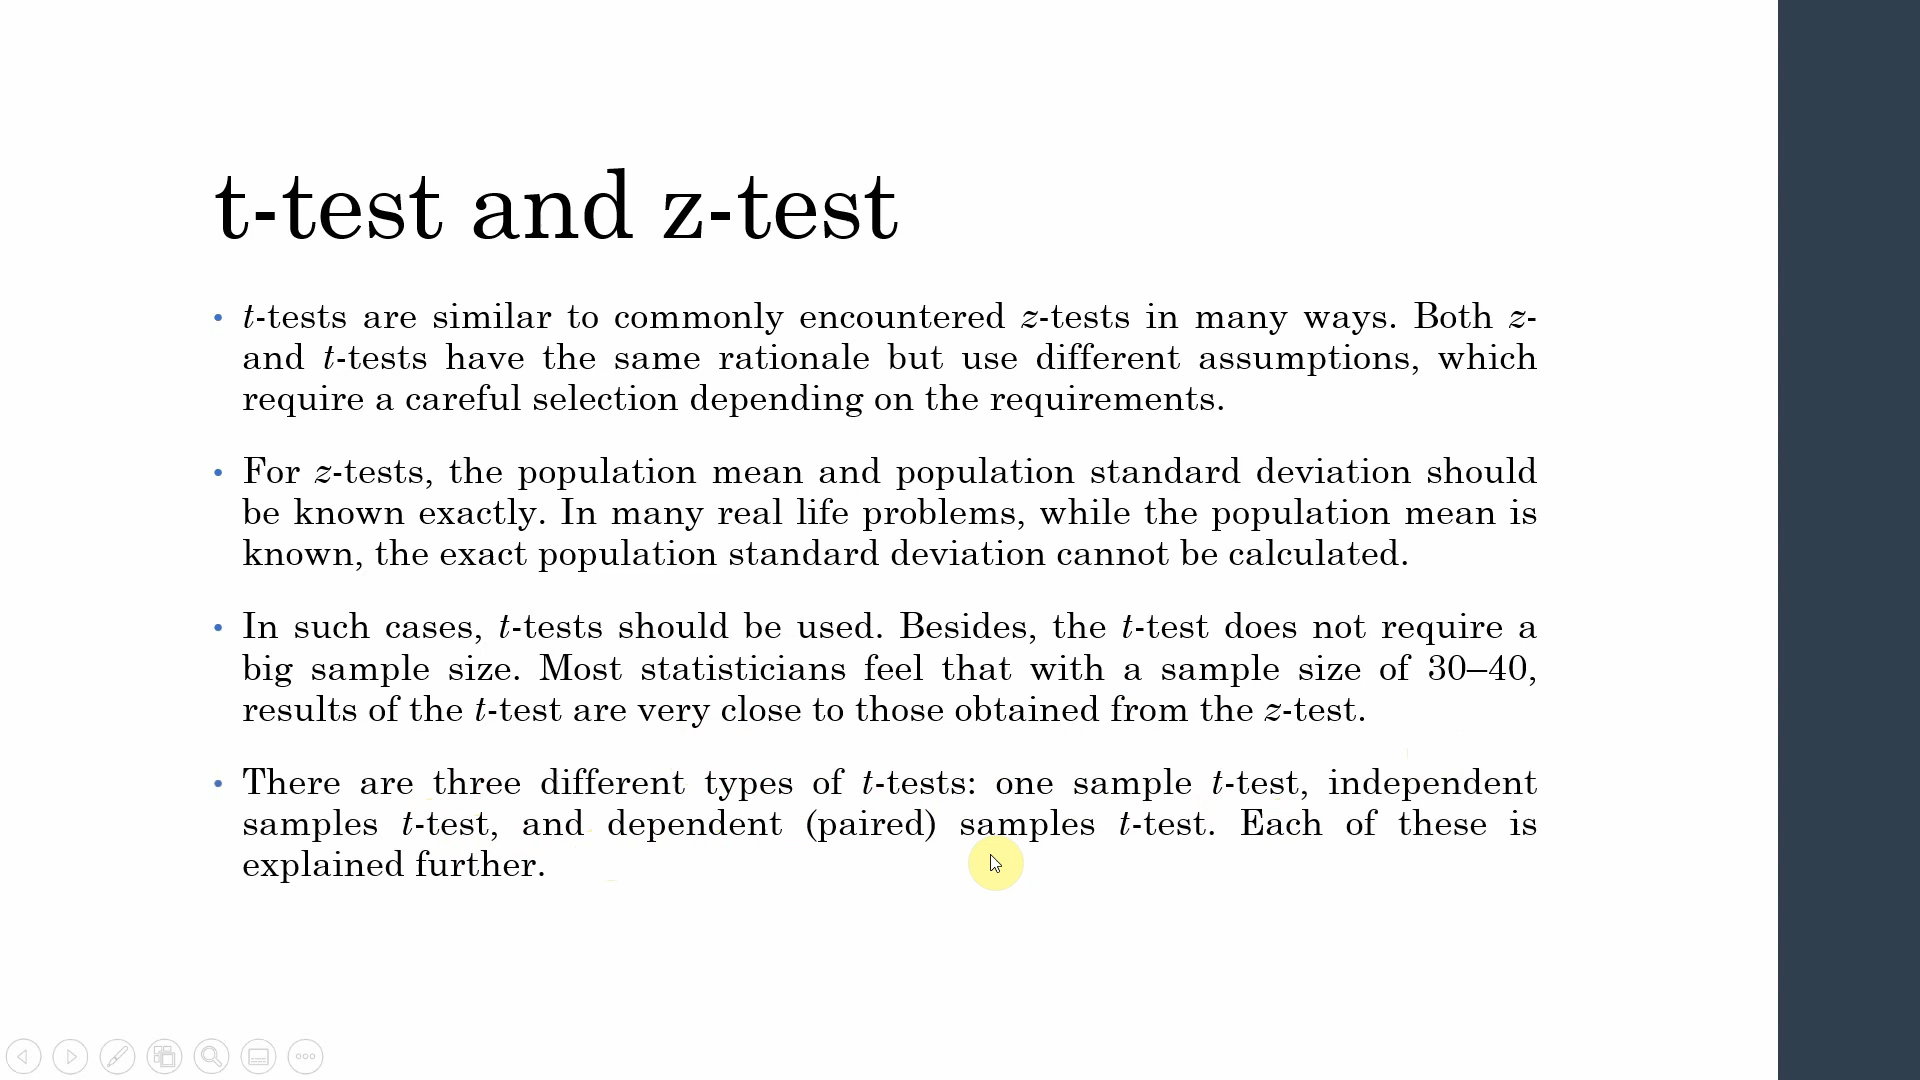 t-test and z-test
• t-tests are similar to commonly encountered z-tests in many ways. Both z-
and t-tests have the same rationale but use different assumptions, which
require a careful selection depending on the requirements.
• For z-tests, the population mean and population standard deviation should
be known exactly. In many real life problems, while the population mean is
known, the exact population standard deviation cannot be calculated.
• In such cases, t-tests should be used. Besides, the t-test does not require a
big sample size. Most statisticians feel that with a sample size of 30–40,
results of the t-test are very close to those obtained from the z-test.
• There are three different types of t-tests: one sample t-test, independent
samples t-test, and dependent (paired) samples t-test. Each of these is
explained further.